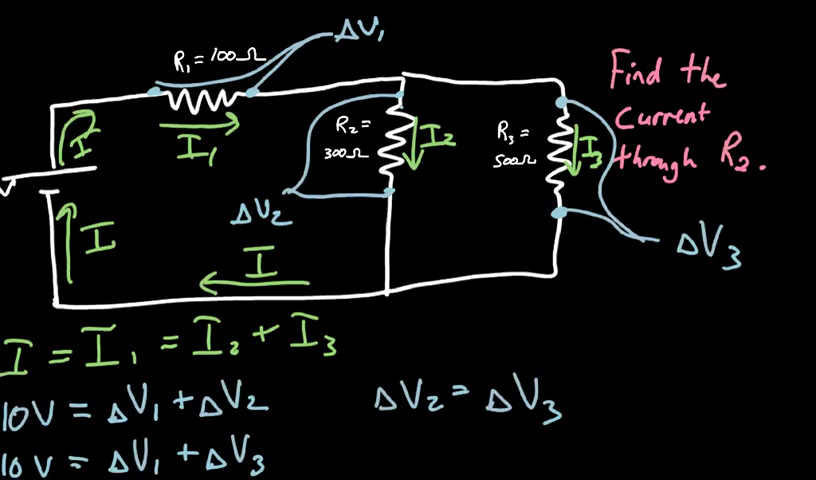 ΔV₁
R₁ = 100Ω
Find the
current
through R₂.
I
I₁
R₂ =
300Ω
I₂
R₃ =
500Ω
I₃
V
ΔV₂
ΔV₃
I
I
I = I₁ = I₂ + I₃
10V = ΔV₁ + ΔV₂
ΔV₂ = ΔV₃
10V = ΔV₁ + ΔV₃